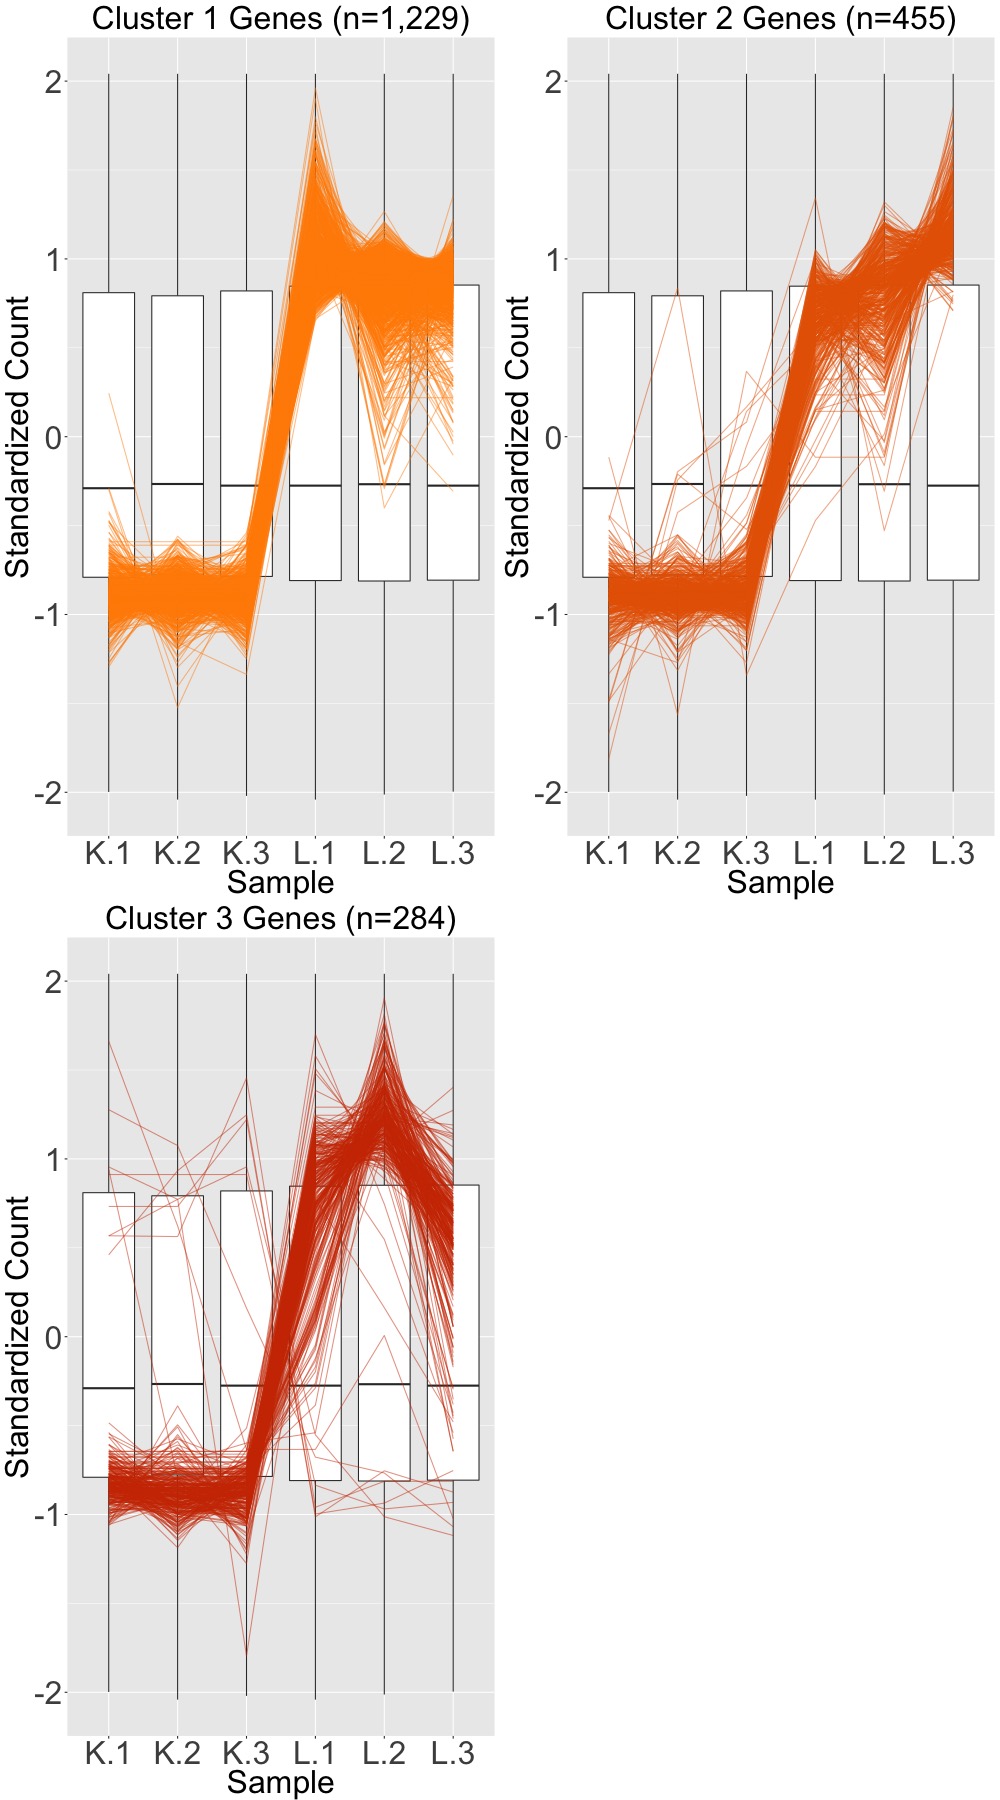 Cluster 1 Genes (n=1,229)
Standardized Count
2
1
0
-1
-2
K.1 K.2 K.3 L.1 L.2 L.3
Sample
Cluster 2 Genes (n=455)
Standardized Count
2
1
0
-1
-2
K.1 K.2 K.3 L.1 L.2 L.3
Sample
Cluster 3 Genes (n=284)
Standardized Count
2
1
0
-1
-2
K.1 K.2 K.3 L.1 L.2 L.3
Sample